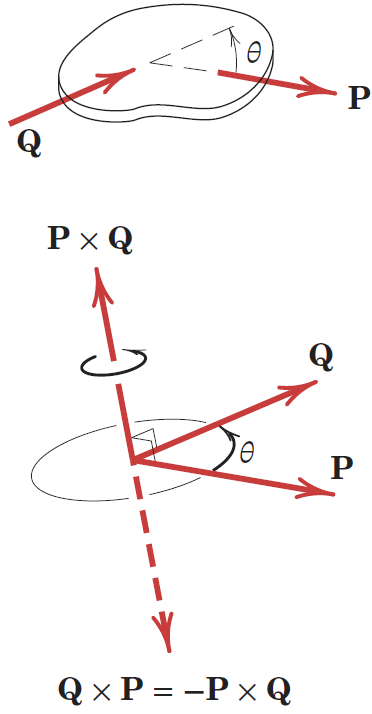 θ
P
Q
P × Q
Q
θ
P
Q × P = −P × Q